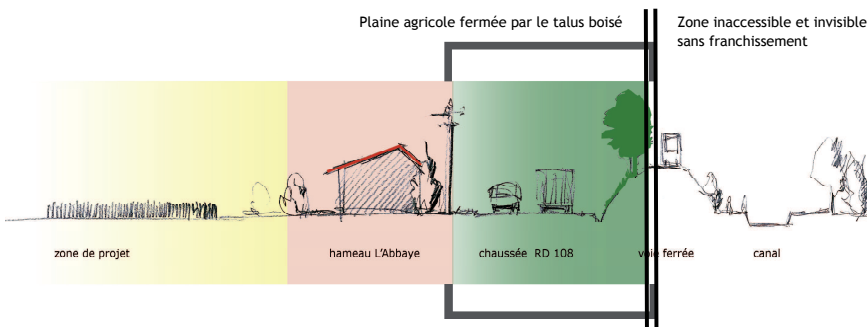 Plaine agricole fermée par le talus boisé
Zone inaccessible et invisible
sans franchissement
zone de projet
hameau L'Abbaye
chaussée RD 108
voie ferrée
canal